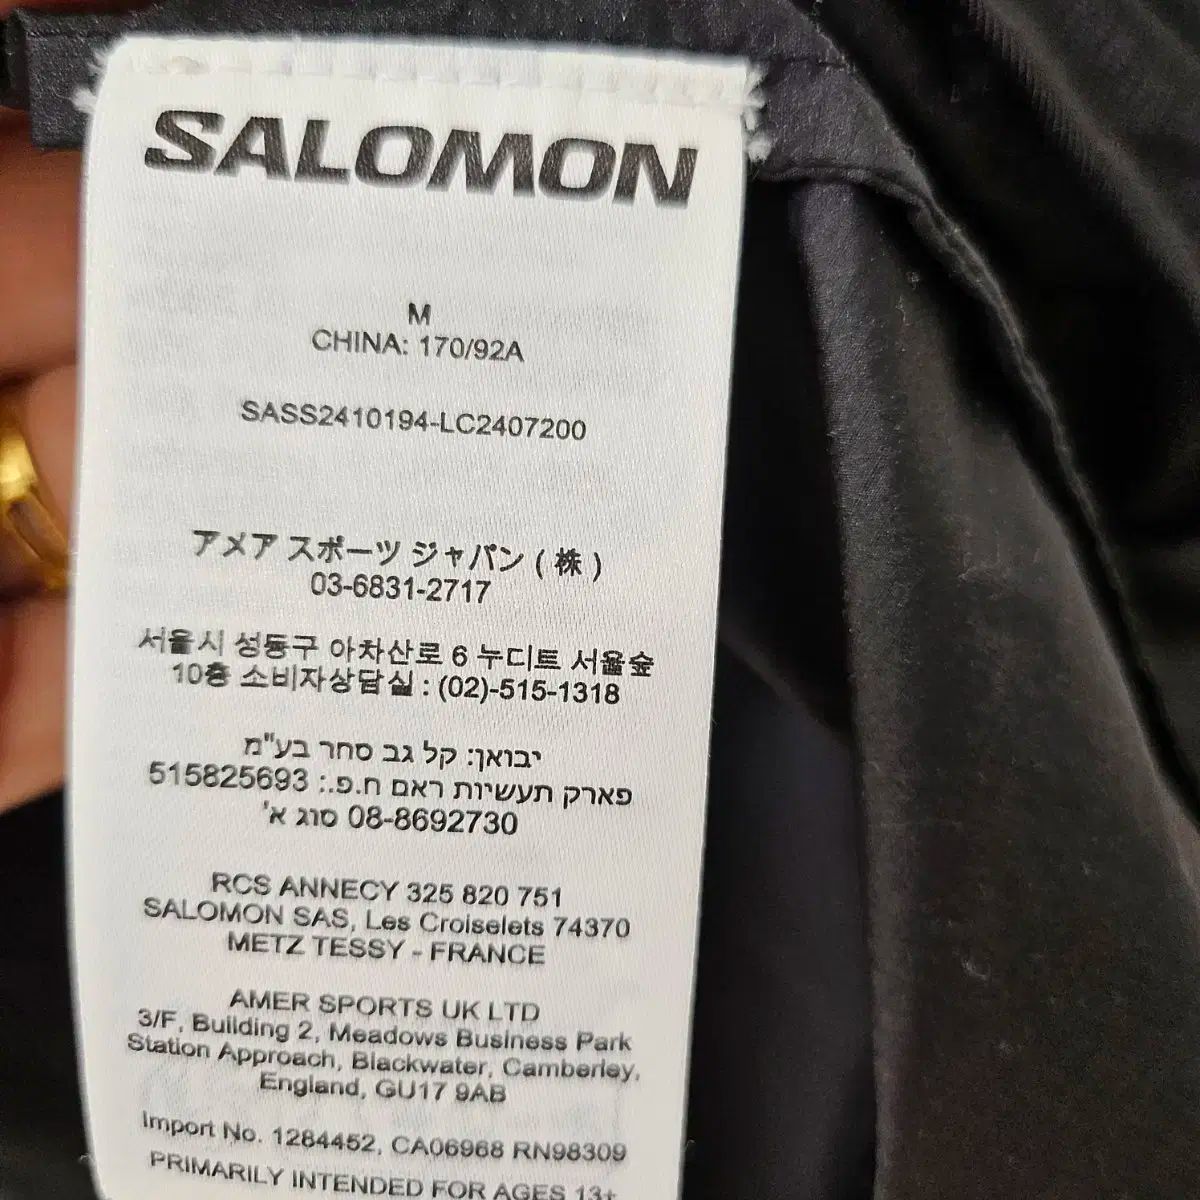 SALOMON
M
CHINA: 170/92A
SASS2410194-LC2407200
アメア スポーツ ジャパン ( 株 )
03-6831-2717
서울시 성동구 아차산로 6 누디트 서울숲
10층 소비자상담실 : (02)-515-1318
יבואן: קל גב סחר בע"מ
פארק תעשיות ראם ח.פ.: 515825693
08-8692730 סוג א'
RCS ANNECY 325 820 751
SALOMON SAS, Les Croiselets 74370
METZ TESSY - FRANCE
AMER SPORTS UK LTD
3/F, Building 2, Meadows Business Park
Station Approach, Blackwater, Camberley,
England, GU17 9AB
Import No. 1284452, CA06968 RN98309
PRIMARILY INTENDED FOR AGES 13+